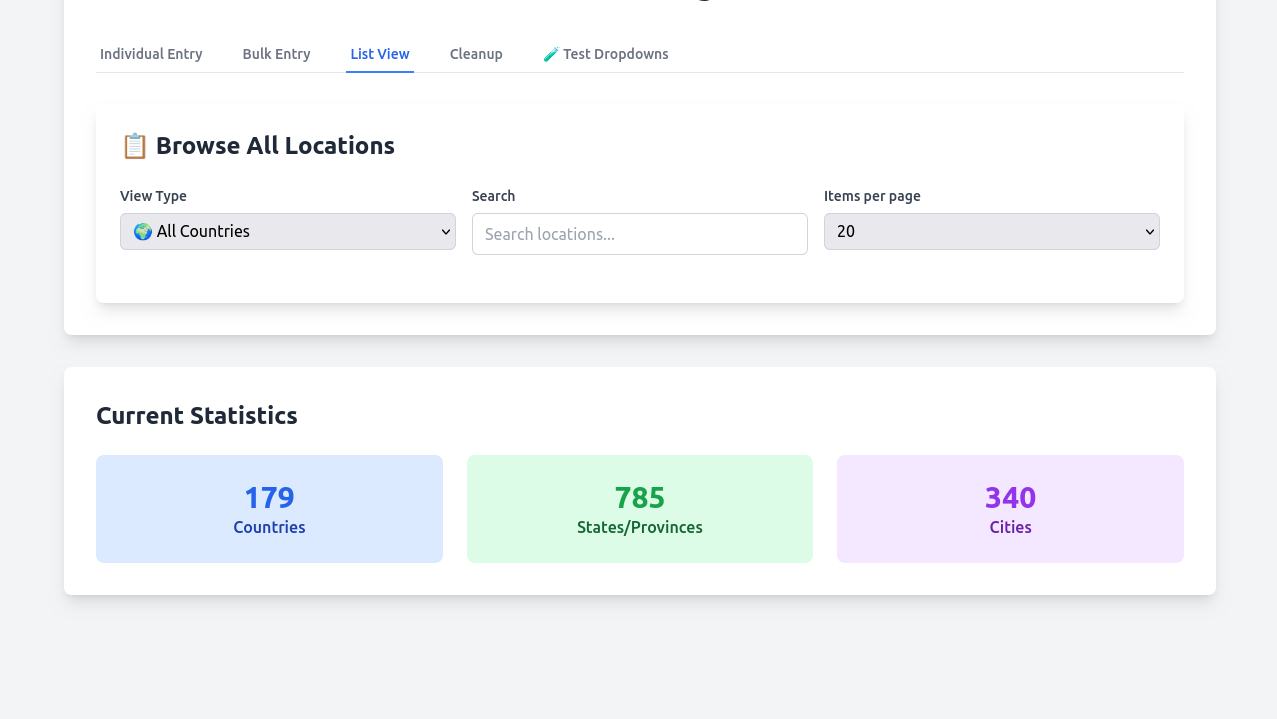 Individual Entry Bulk Entry List View Cleanup 🧪 Test Dropdowns
📋 Browse All Locations
View Type Search Items per page
🌍 All Countries Search locations... 20
Current Statistics
179 785 340
Countries States/Provinces Cities